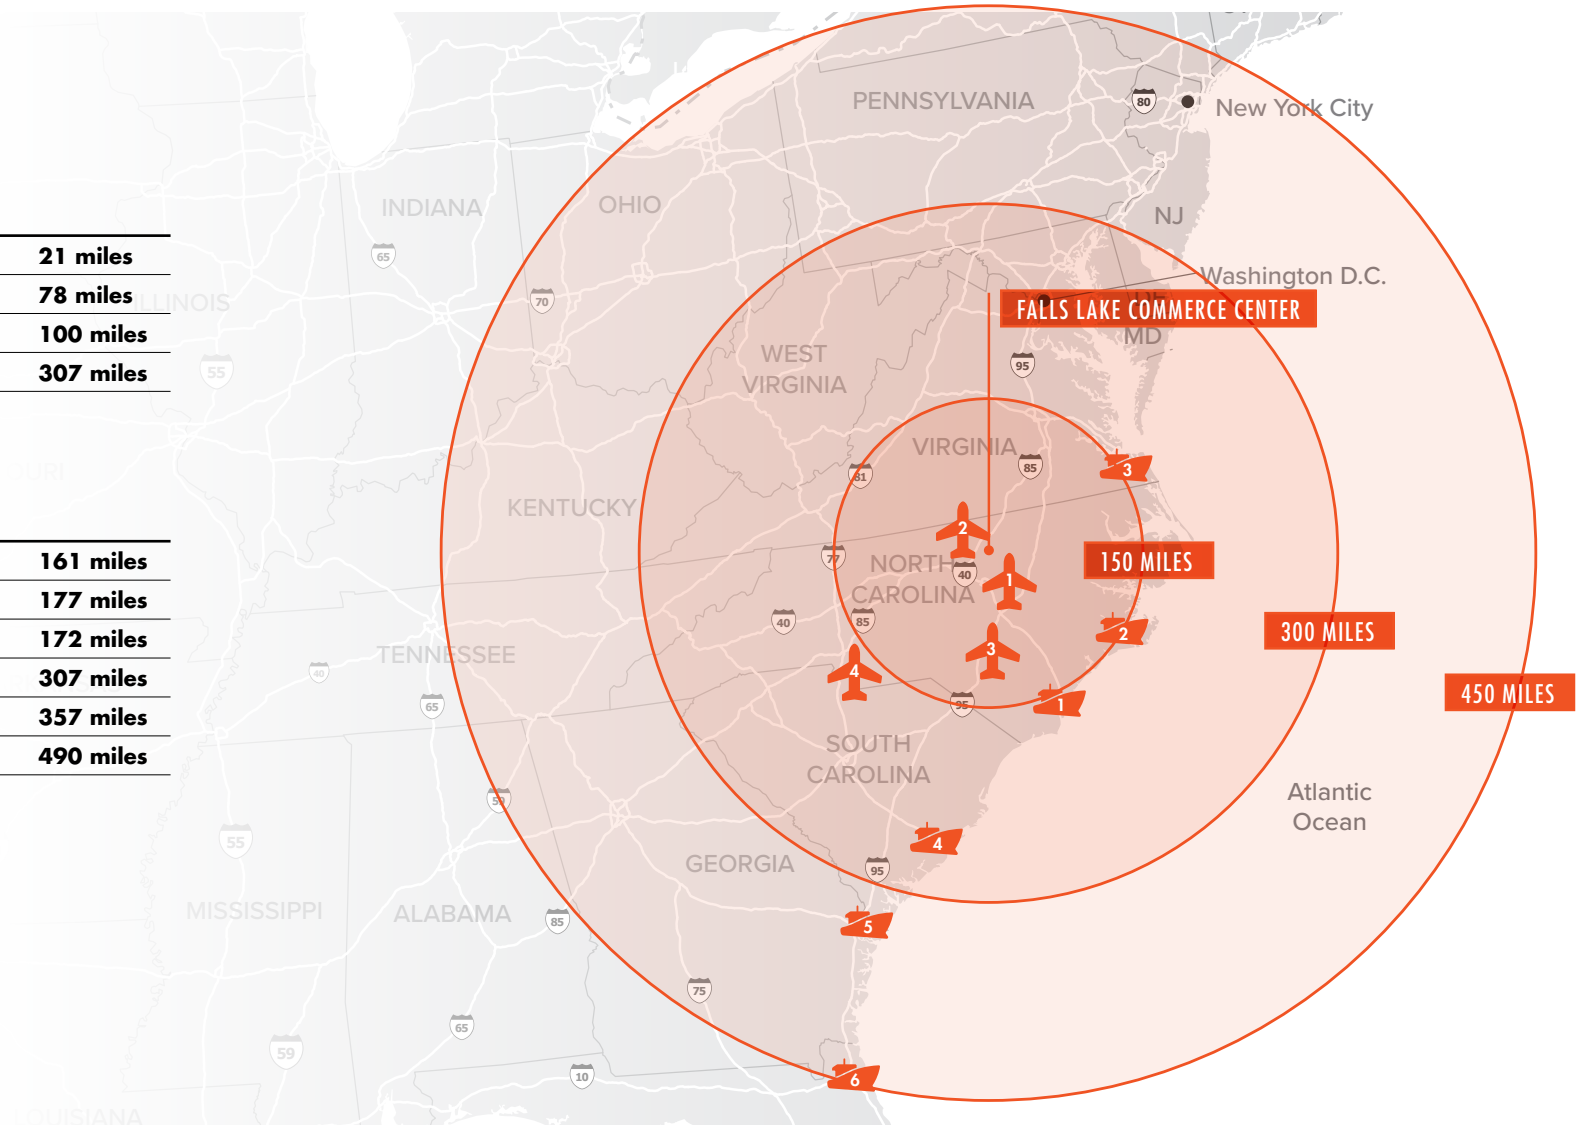 PENNSYLVANIA
80
New York City
INDIANA
OHIO
NJ
65
21 miles
78 miles
100 miles
307 miles
ILLINOIS
70
Washington D.C.
FALLS LAKE COMMERCE CENTER
MD
WEST
VIRGINIA
95
55
VIRGINIA
85
3
81
KENTUCKY
2
77
NORTH
CAROLINA
40
1
150 MILES
161 miles
177 miles
172 miles
307 miles
357 miles
490 miles
40
85
2
300 MILES
TENNESSEE
3
4
40
65
95
1
450 MILES
SOUTH
CAROLINA
Atlantic
Ocean
59
55
4
GEORGIA
95
MISSISSIPPI
ALABAMA
85
5
75
65
59
10
6
LOUISIANA